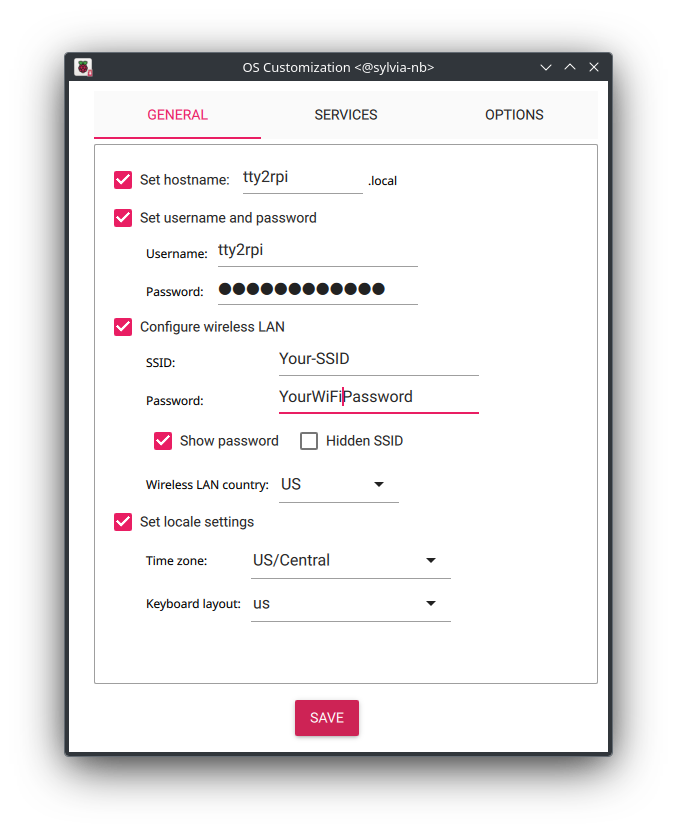 OS Customization <@sylvia-nb>
GENERAL SERVICES OPTIONS
Set hostname: tty2rpi .local
Set username and password
Username: tty2rpi
Password: ●●●●●●●●●●●●
Configure wireless LAN
SSID: Your-SSID
Password: YourWiFiPassword
Show password Hidden SSID
Wireless LAN country: US
Set locale settings
Time zone: US/Central
Keyboard layout: us
SAVE